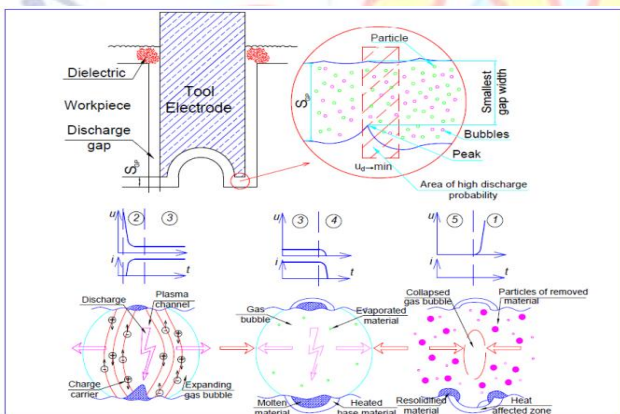 Dielectric
Workpiece
Discharge
gap
Tool
Electrode
Particle
Smallest
gap width
Bubbles
Peak
u_d→min
Area of high discharge
probability
u
2
3
i
t
u
3
4
i
t
u
5
1
i
t
Discharge
Plasma
channel
Charge
carrier
Expanding
gas bubble
Gas
bubble
Evaporated
material
Molten
material
Heated
base material
Collapsed
gas bubble
Particles of removed
material
Resolidified
material
Heat
affected zone